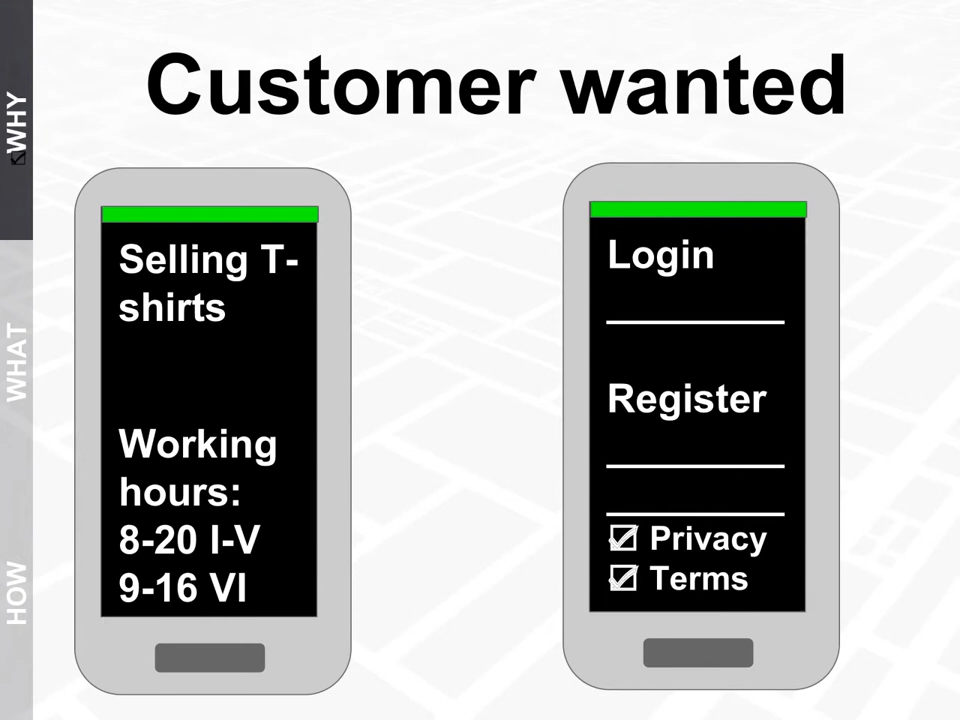 Customer wanted
WHY
WHAT
HOW
Selling T-
shirts
Working
hours:
8-20 I-V
9-16 VI
Login
Register
☑ Privacy
☑ Terms